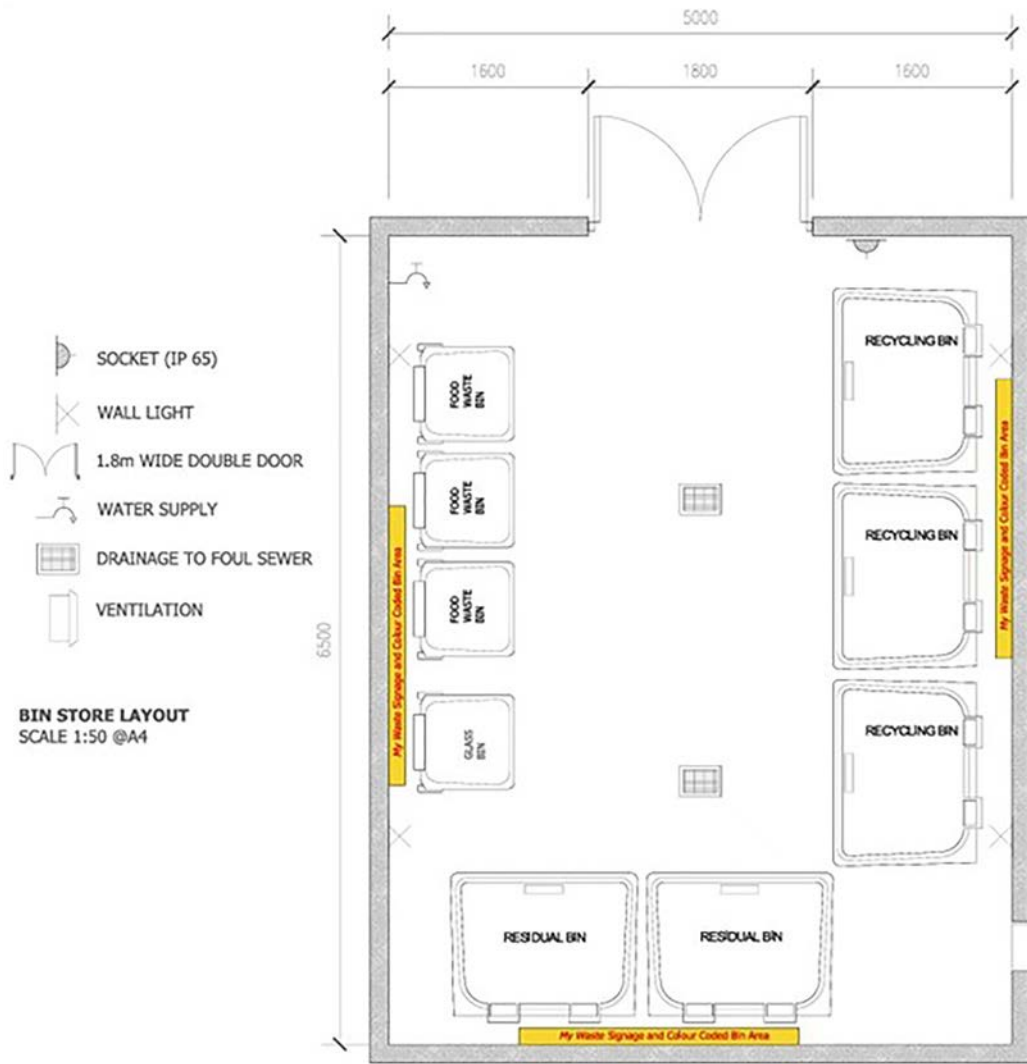 5000
1600
1800
1600
6500
SOCKET (IP 65)
WALL LIGHT
1.8m WIDE DOUBLE DOOR
WATER SUPPLY
DRAINAGE TO FOUL SEWER
VENTILATION
BIN STORE LAYOUT
SCALE 1:50 @A4
FOOD
WASTE
BIN
FOOD
WASTE
BIN
FOOD
WASTE
BIN
GLASS
BIN
My Waste Signage and Colour Coded Bin Area
RECYCLING BIN
RECYCLING BIN
RECYCLING BIN
My Waste Signage and Colour Coded Bin Area
RESIDUAL BIN
RESIDUAL BIN
My Waste Signage and Colour Coded Bin Area